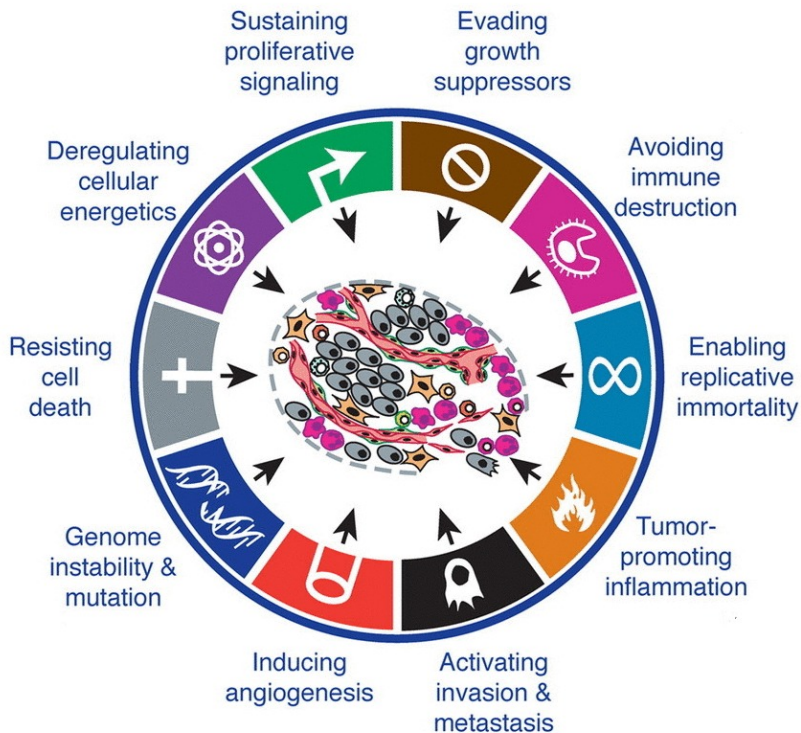 Sustaining
proliferative
signaling
Evading
growth
suppressors
Avoiding
immune
destruction
Enabling
replicative
immortality
Tumor-
promoting
inflammation
Activating
invasion &
metastasis
Inducing
angiogenesis
Genome
instability &
mutation
Resisting
cell
death
Deregulating
cellular
energetics